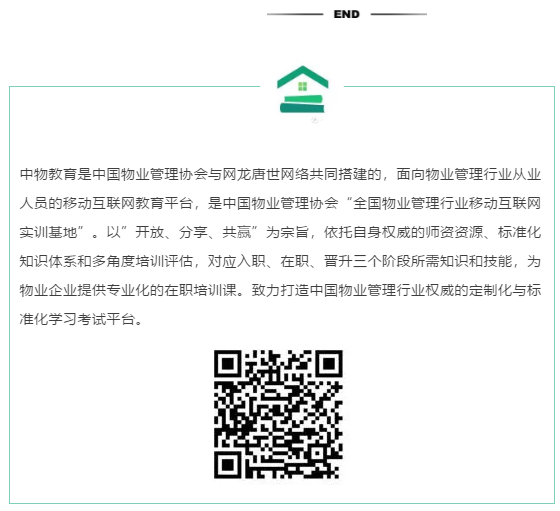 END
中物教育是中国物业管理协会与网龙唐世网络共同搭建的，面向物业管理行业从业
人员的移动互联网教育平台，是中国物业管理协会“全国物业管理行业移动互联网
实训基地”。以”开放、分享、共赢”为宗旨，依托自身权威的师资资源、标准化
知识体系和多角度培训评估，对应入职、在职、晋升三个阶段所需知识和技能，为
物业企业提供专业化的在职培训课。致力打造中国物业管理行业权威的定制化与标
准化学习考试平台。